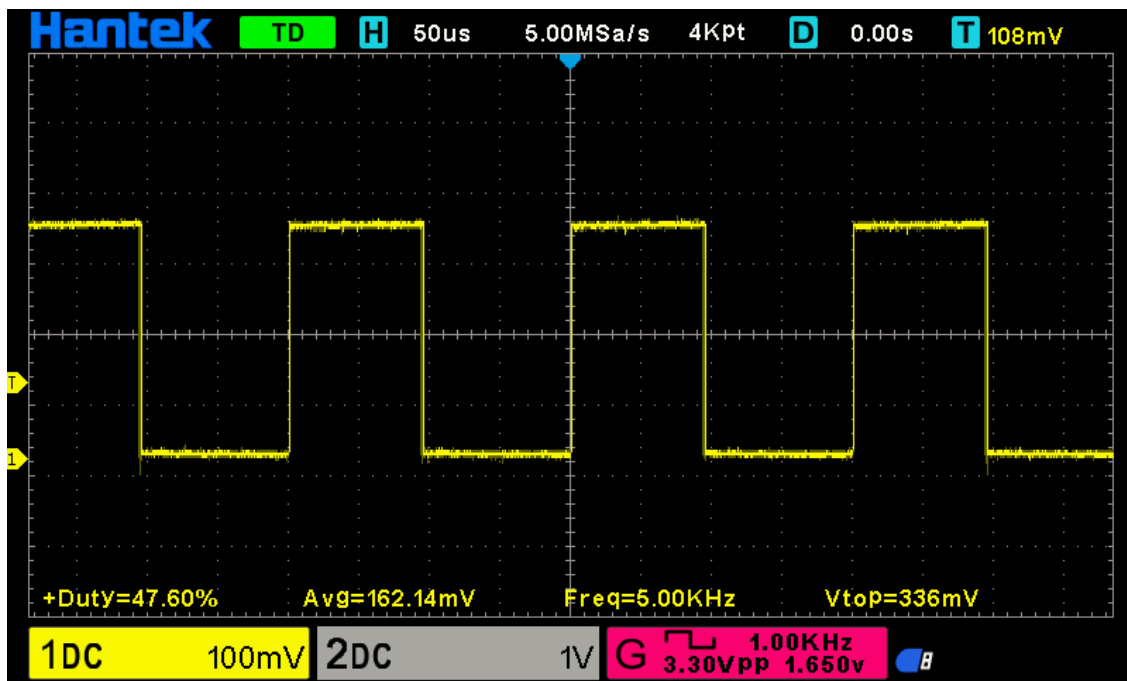 Hantek TD H 50us 5.00MSa/s 4Kpt D 0.00s T 108mV
T
1
+Duty=47.60% Avg=162.14mV Freq=5.00KHz Vtop=336mV
1DC 100mV 2DC 1V G 1.00KHz
3.30Vpp 1.650v